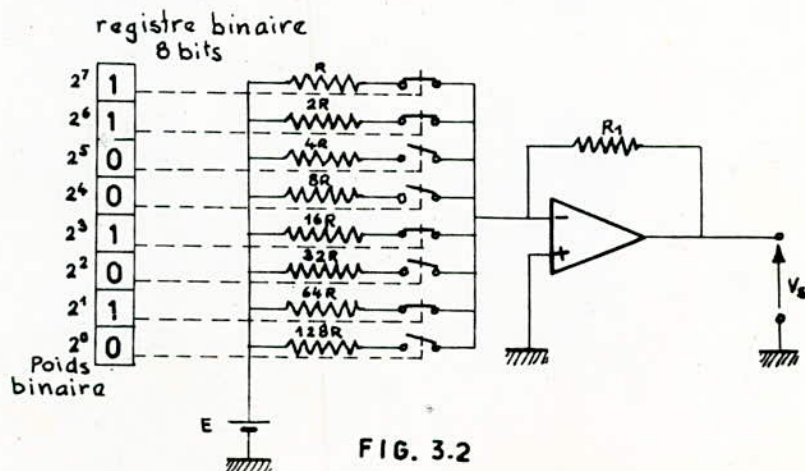 registre binaire
8 bits
2⁷ 1 R
2⁶ 1 2R
2⁵ 0 4R
2⁴ 0 8R
2³ 1 16R
2² 0 32R
2¹ 1 64R
2⁰ 0 128R
Poids
binaire
R1
-
+
Vs
E
FIG. 3.2